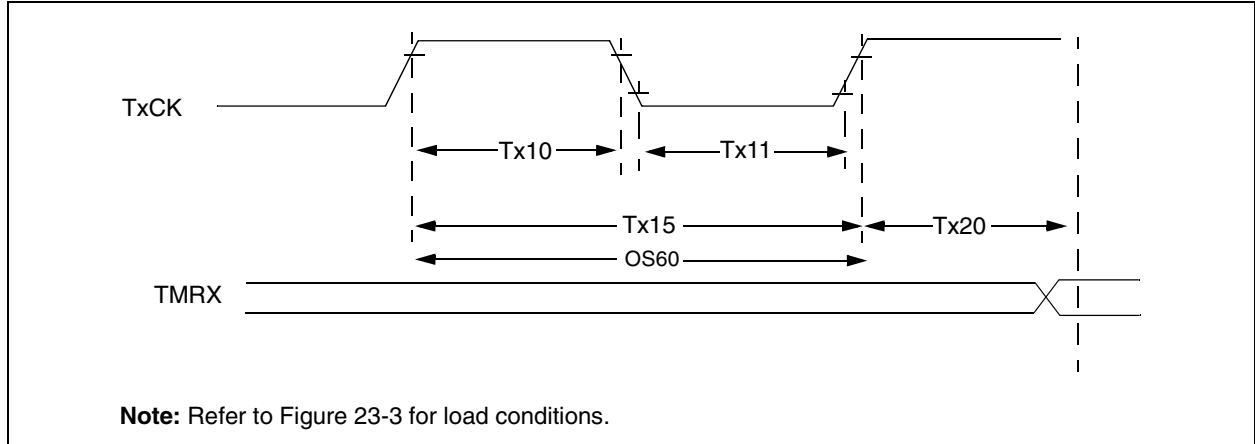 TxCK
Tx10
Tx11
Tx15
Tx20
OS60
TMRX
Note: Refer to Figure 23-3 for load conditions.